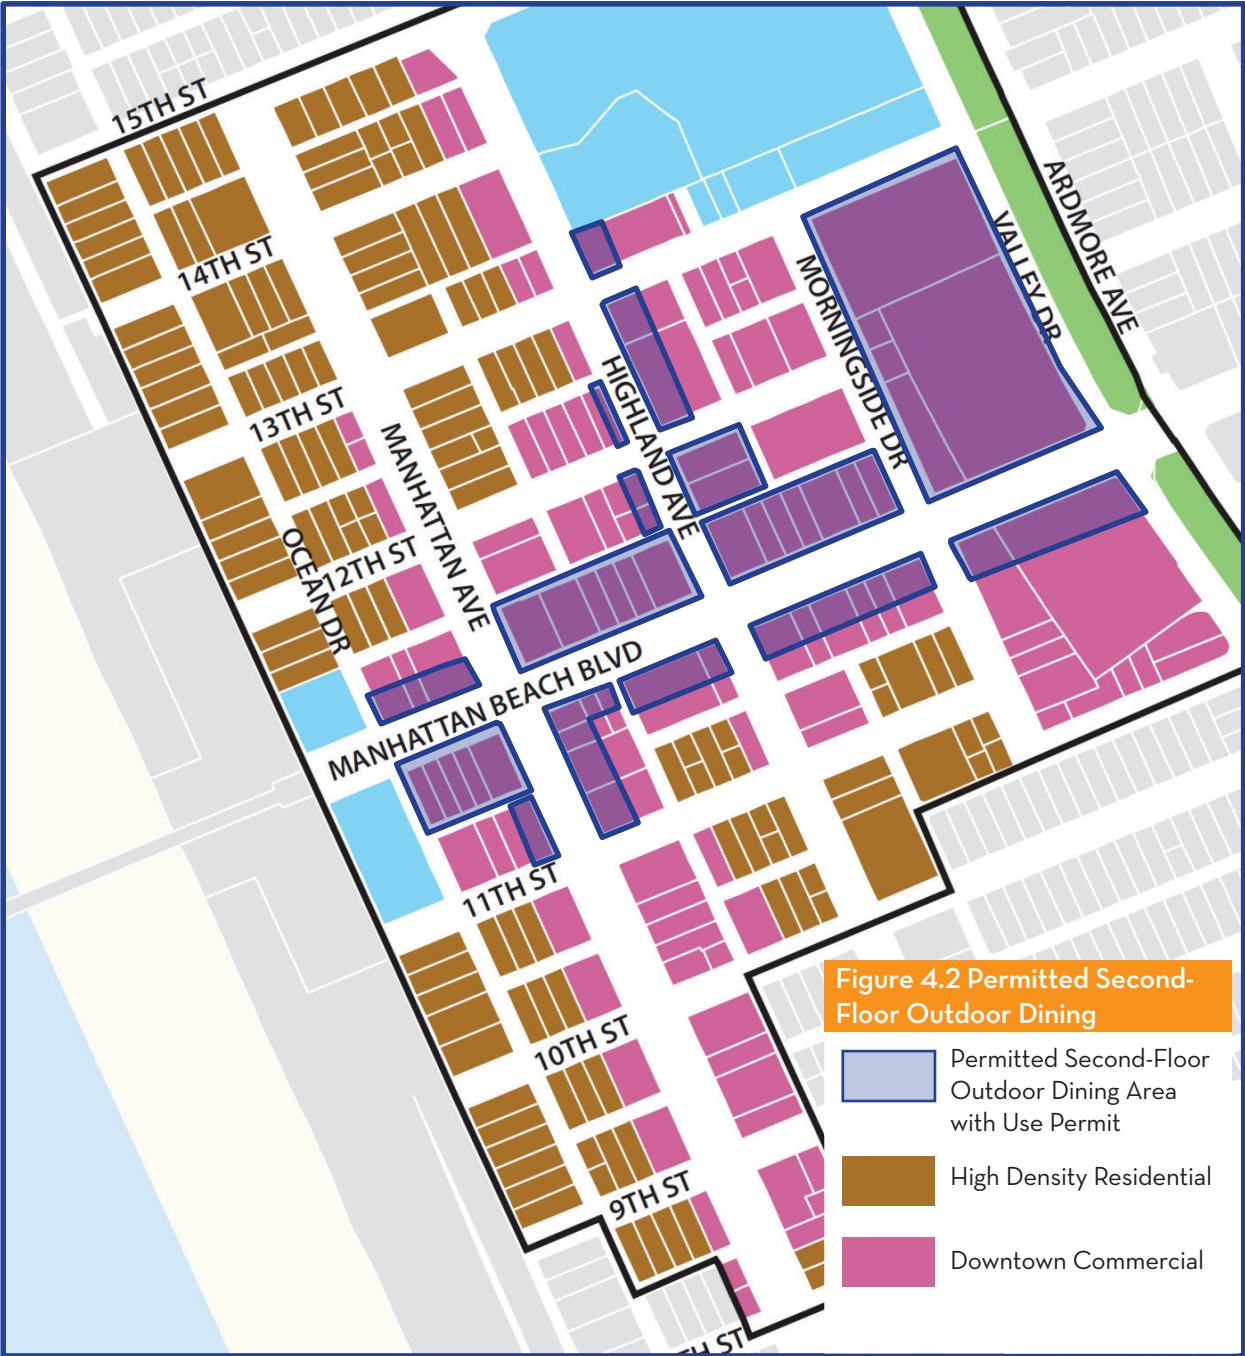 15TH ST
14TH ST
13TH ST
12TH ST
OCEAN DR
MANHATTAN AVE
HIGHLAND AVE
MORNINGSIDE DR
VALLEY DR
ARDMORE AVE
MANHATTAN BEACH BLVD
11TH ST
10TH ST
9TH ST
TH ST
Figure 4.2 Permitted Second-
Floor Outdoor Dining
Permitted Second-Floor
Outdoor Dining Area
with Use Permit
High Density Residential
Downtown Commercial